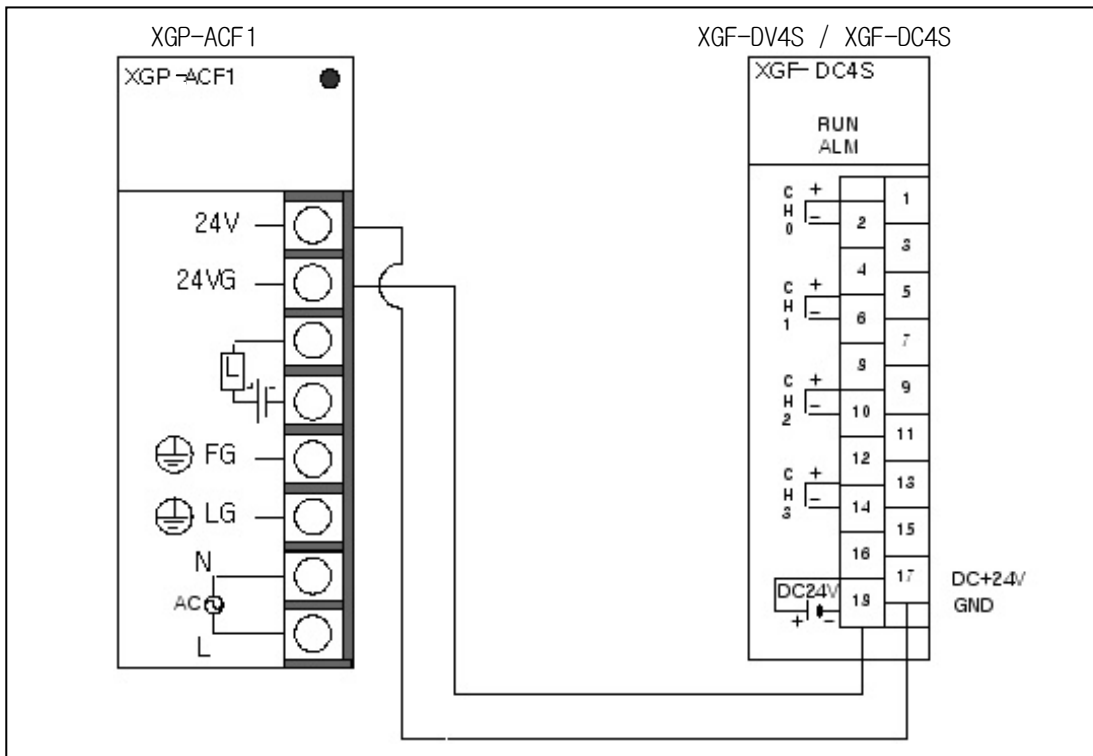 XGP-ACF1
XGF-DV4S / XGF-DC4S
XGP-ACF1
24V
24VG
L
FG
LG
N
AC
L
XGF-DC4S
RUN
ALM
CH0
+
-
CH1
+
-
CH2
+
-
CH3
+
-
DC24V
+ -
1
2
3
4
5
6
7
8
9
10
11
12
13
14
15
16
17
18
DC+24V
GND